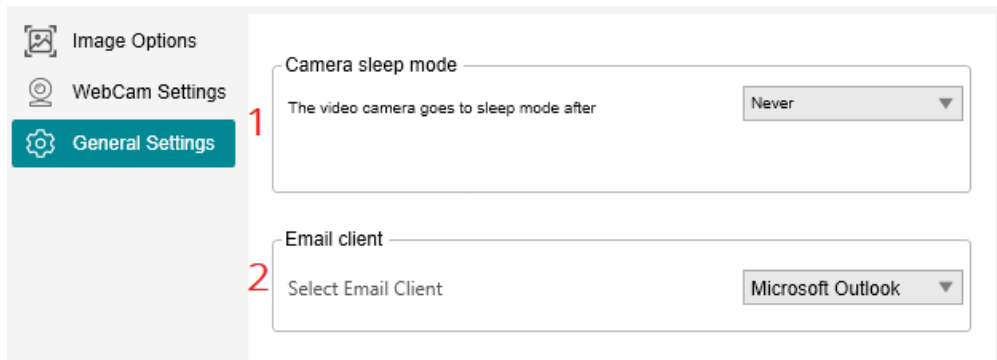 Image Options
WebCam Settings
General Settings
Camera sleep mode
1
The video camera goes to sleep mode after
Never
Email client
2
Select Email Client
Microsoft Outlook